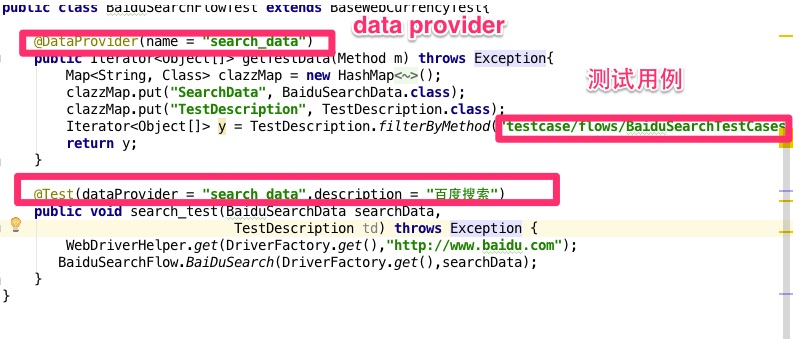 public class BaiduSearchFlowTest extends BaseWebCurrencyTest{
data provider
@DataProvider(name = "search_data")
public Iterator<Object[]> getTestData(Method m) throws Exception{
Map<String, Class> clazzMap = new HashMap<~>();
测试用例
clazzMap.put("SearchData", BaiduSearchData.class);
clazzMap.put("TestDescription", TestDescription.class);
Iterator<Object[]> y = TestDescription.filterByMethod("testcase/flows/BaiduSearchTestCase
return y;
}
@Test(dataProvider = "search_data",description = "百度搜索")
public void search_test(BaiduSearchData searchData,
TestDescription td) throws Exception {
WebDriverHelper.get(DriverFactory.get(),"http://www.baidu.com");
BaiduSearchFlow.BaiDuSearch(DriverFactory.get(),searchData);
}
}